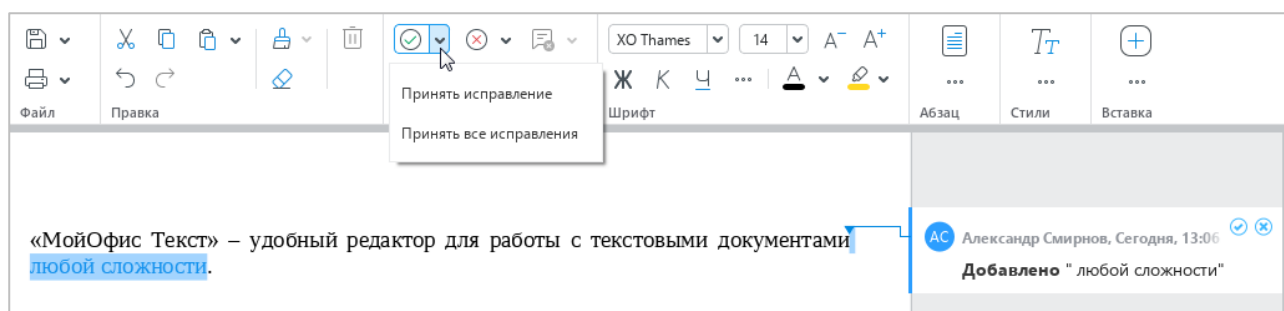 XO Thames 14 A⁻ A⁺
Ж К Ч ••• А
Tт
Файл Правка Шрифт Абзац Стили Вставка
Принять исправление
Принять все исправления
«МойОфис Текст» – удобный редактор для работы с текстовыми документами
любой сложности.
АС Александр Смирнов, Сегодня, 13:06
Добавлено " любой сложности"